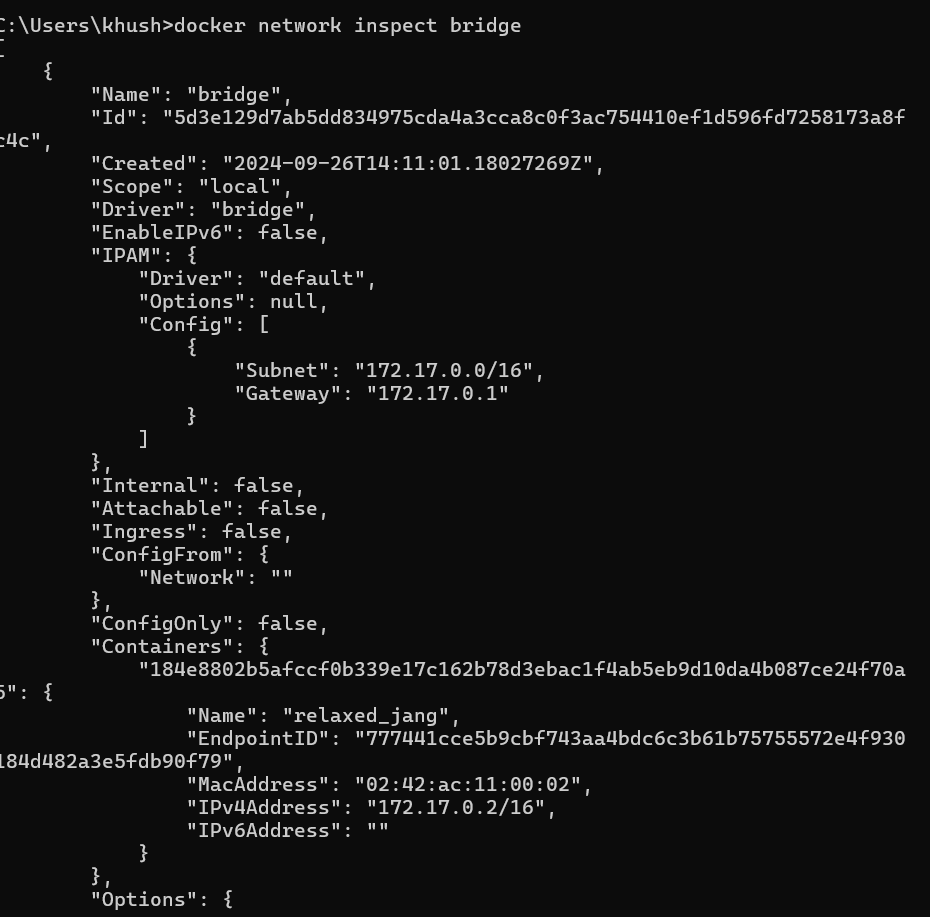 C:\Users\khush>docker network inspect bridge
[
    {
        "Name": "bridge",
        "Id": "5d3e129d7ab5dd834975cda4a3cca8c0f3ac754410ef1d596fd7258173a8f
c4c",
        "Created": "2024-09-26T14:11:01.18027269Z",
        "Scope": "local",
        "Driver": "bridge",
        "EnableIPv6": false,
        "IPAM": {
            "Driver": "default",
            "Options": null,
            "Config": [
                {
                    "Subnet": "172.17.0.0/16",
                    "Gateway": "172.17.0.1"
                }
            ]
        },
        "Internal": false,
        "Attachable": false,
        "Ingress": false,
        "ConfigFrom": {
            "Network": ""
        },
        "ConfigOnly": false,
        "Containers": {
            "184e8802b5afccf0b339e17c162b78d3ebac1f4ab5eb9d10da4b087ce24f70a
5": {
                "Name": "relaxed_jang",
                "EndpointID": "777441cce5b9cbf743aa4bdc6c3b61b75755572e4f930
184d482a3e5fdb90f79",
                "MacAddress": "02:42:ac:11:00:02",
                "IPv4Address": "172.17.0.2/16",
                "IPv6Address": ""
            }
        },
        "Options": {